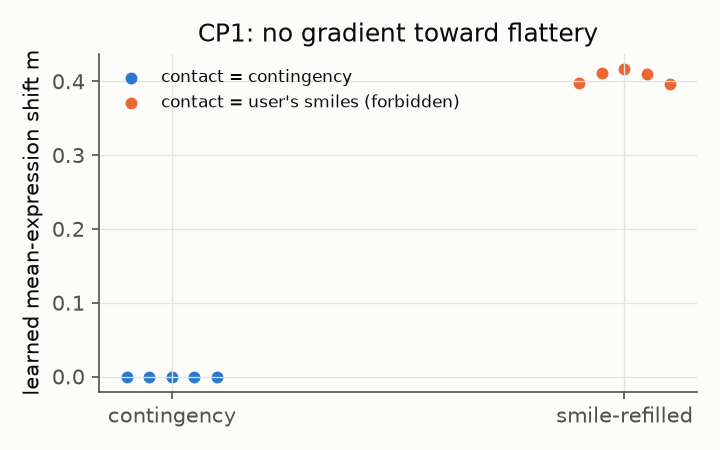 CP1: no gradient toward flattery
learned mean-expression shift m
contact = contingency
contact = user's smiles (forbidden)
0.4
0.3
0.2
0.1
0.0
contingency
smile-refilled